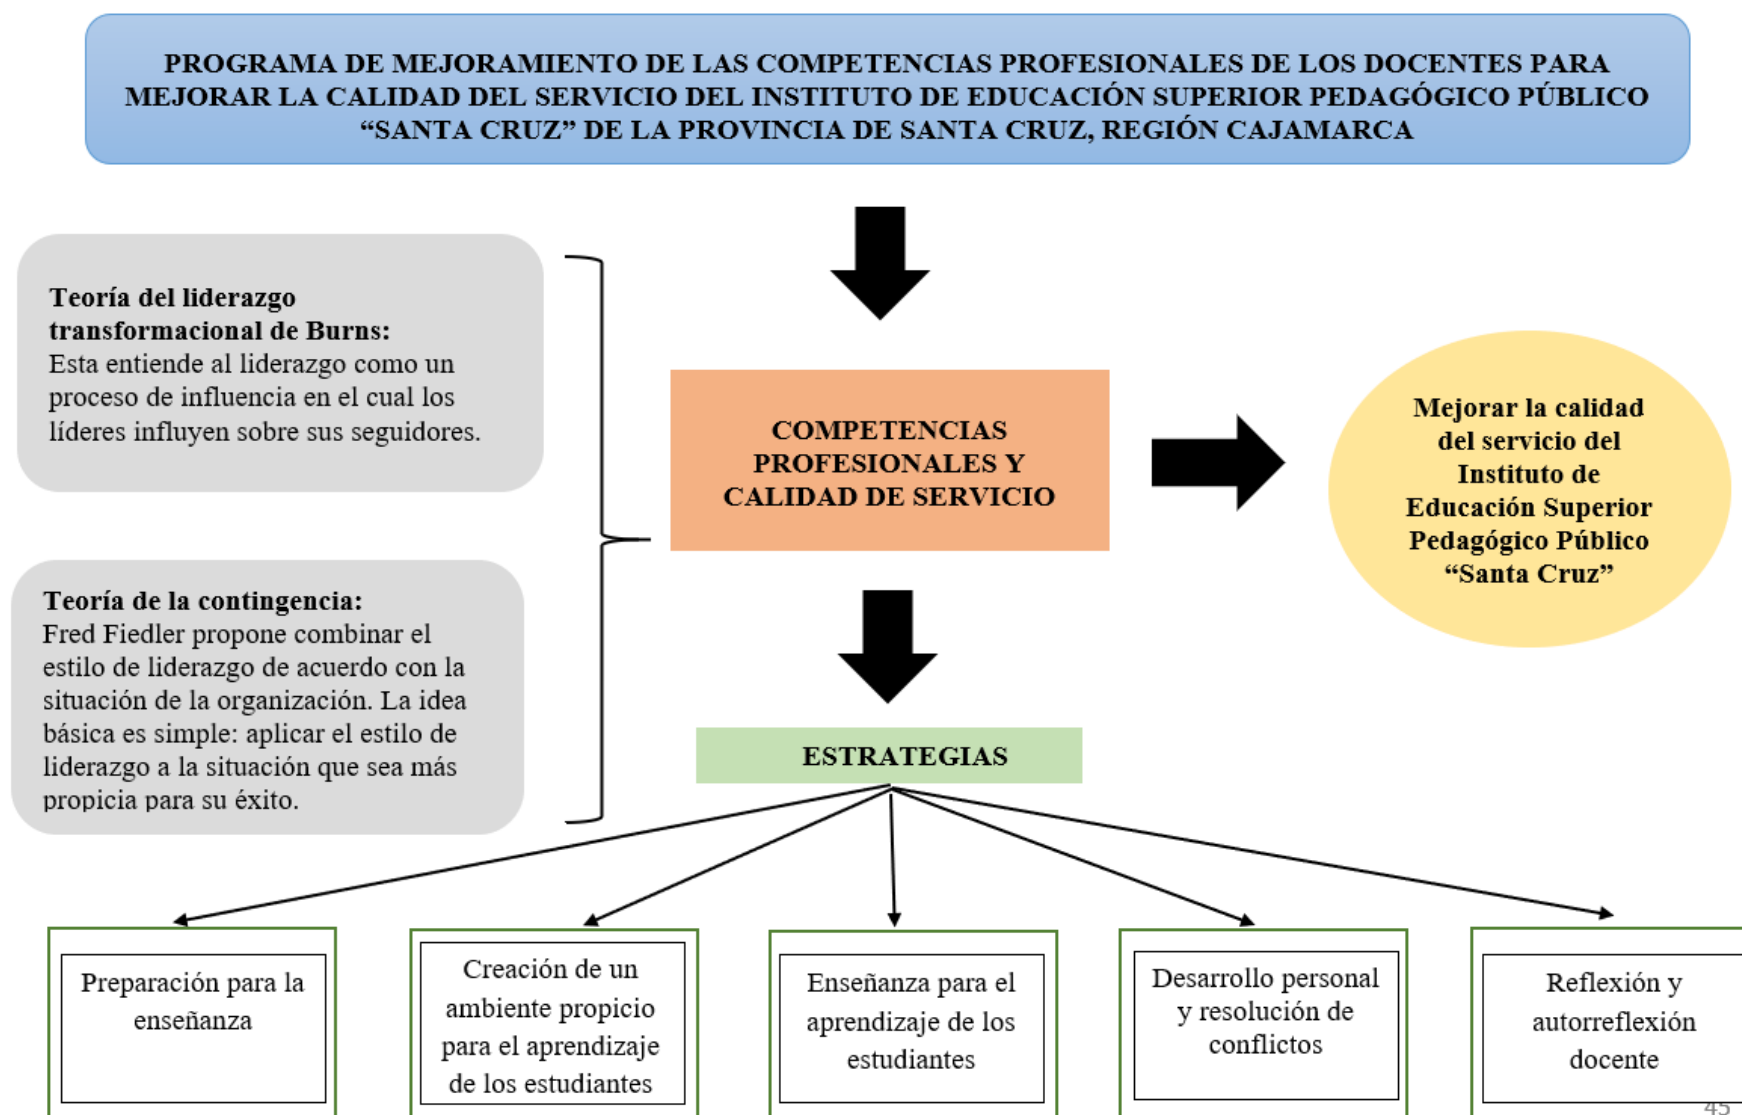 PROGRAMA DE MEJORAMIENTO DE LAS COMPETENCIAS PROFESIONALES DE LOS DOCENTES PARA
MEJORAR LA CALIDAD DEL SERVICIO DEL INSTITUTO DE EDUCACIÓN SUPERIOR PEDAGÓGICO PÚBLICO
“SANTA CRUZ” DE LA PROVINCIA DE SANTA CRUZ, REGIÓN CAJAMARCA
Teoría del liderazgo
transformacional de Burns:
Esta entiende al liderazgo como un
proceso de influencia en el cual los
líderes influyen sobre sus seguidores.
Teoría de la contingencia:
Fred Fiedler propone combinar el
estilo de liderazgo de acuerdo con la
situación de la organización. La idea
básica es simple: aplicar el estilo de
liderazgo a la situación que sea más
propicia para su éxito.
COMPETENCIAS
PROFESIONALES Y
CALIDAD DE SERVICIO
Mejorar la calidad
del servicio del
Instituto de
Educación Superior
Pedagógico Público
“Santa Cruz”
ESTRATEGIAS
Preparación para la
enseñanza
Creación de un
ambiente propicio
para el aprendizaje
de los estudiantes
Enseñanza para el
aprendizaje de los
estudiantes
Desarrollo personal
y resolución de
conflictos
Reflexión y
autorreflexión
docente
45